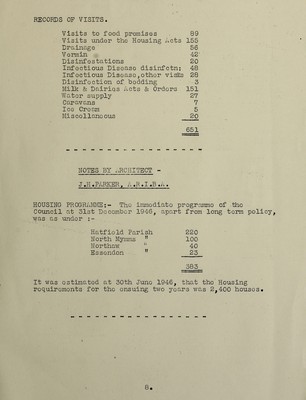 RECORDS OF VISITS.
Visits to food premises 89
Visits under the Housing Acts 155
Drainage 56
Vermin 42
Disinfestations 20
Infectious Disease disinfctn: 48
Infectious Disease, other visits 28
Disinfection of bedding 3
Milk & Dairies Acts & Orders 151
Water supply 27
Caravans 7
Ice Cream 5
Miscellaneous 20
651
NOTES BY ARCHITECT -
J.R.PARKER, A.R.I.B.A.
HOUSING PROGRAMME:- The immediate programme of the
Council at 31st December 1946, apart from long term policy,
was as under :-
Hatfield Parish 220
North Mymms " 100
Northaw " 40
Essendon " 23
383
It was estimated at 30th June 1946, that the Housing
requirements for the ensuing two years was 2,400 houses.
8.